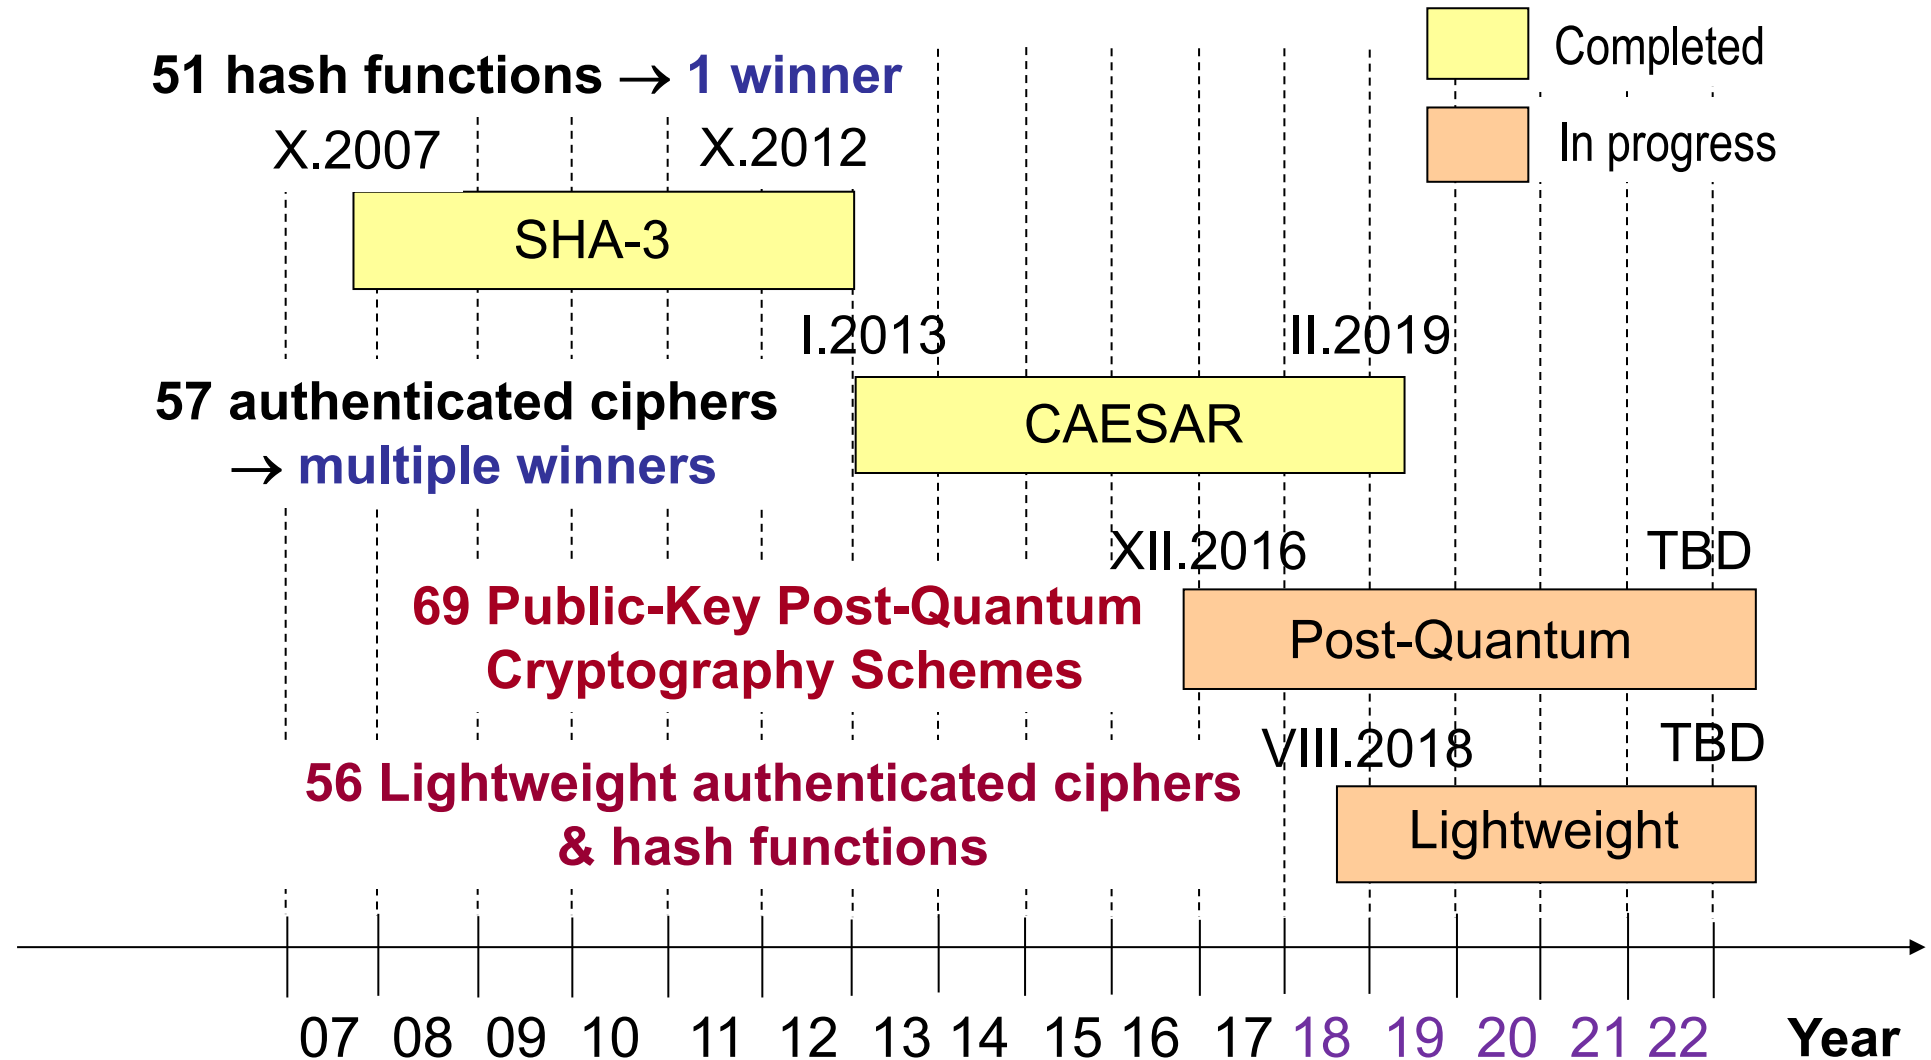 Completed
51 hash functions → 1 winner
In progress
X.2007
X.2012
SHA-3
I.2013
II.2019
57 authenticated ciphers
→ multiple winners
CAESAR
XII.2016
TBD
69 Public-Key Post-Quantum
Cryptography Schemes
Post-Quantum
VIII.2018
TBD
56 Lightweight authenticated ciphers
& hash functions
Lightweight
07 08 09 10 11 12 13 14 15 16 17 18 19 20 21 22 Year